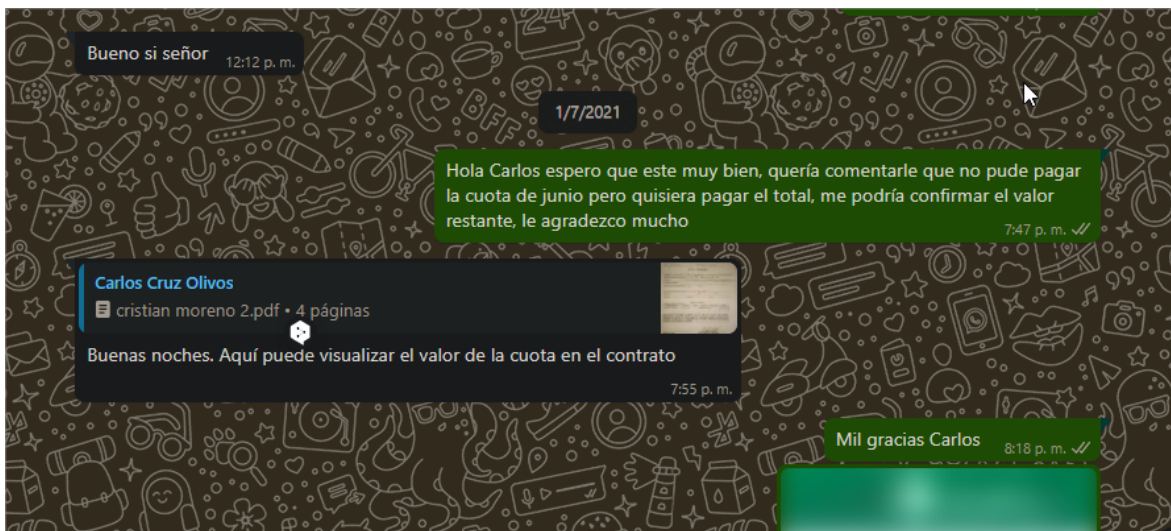 Bueno si señor
12:12 p. m.
1/7/2021
Hola Carlos espero que este muy bien, quería comentarle que no pude pagar
la cuota de junio pero quisiera pagar el total, me podría confirmar el valor
restante, le agradezco mucho
7:47 p. m.
Carlos Cruz Olivos
cristian moreno 2.pdf • 4 páginas
Buenas noches. Aquí puede visualizar el valor de la cuota en el contrato
7:55 p. m.
Mil gracias Carlos
8:18 p. m.